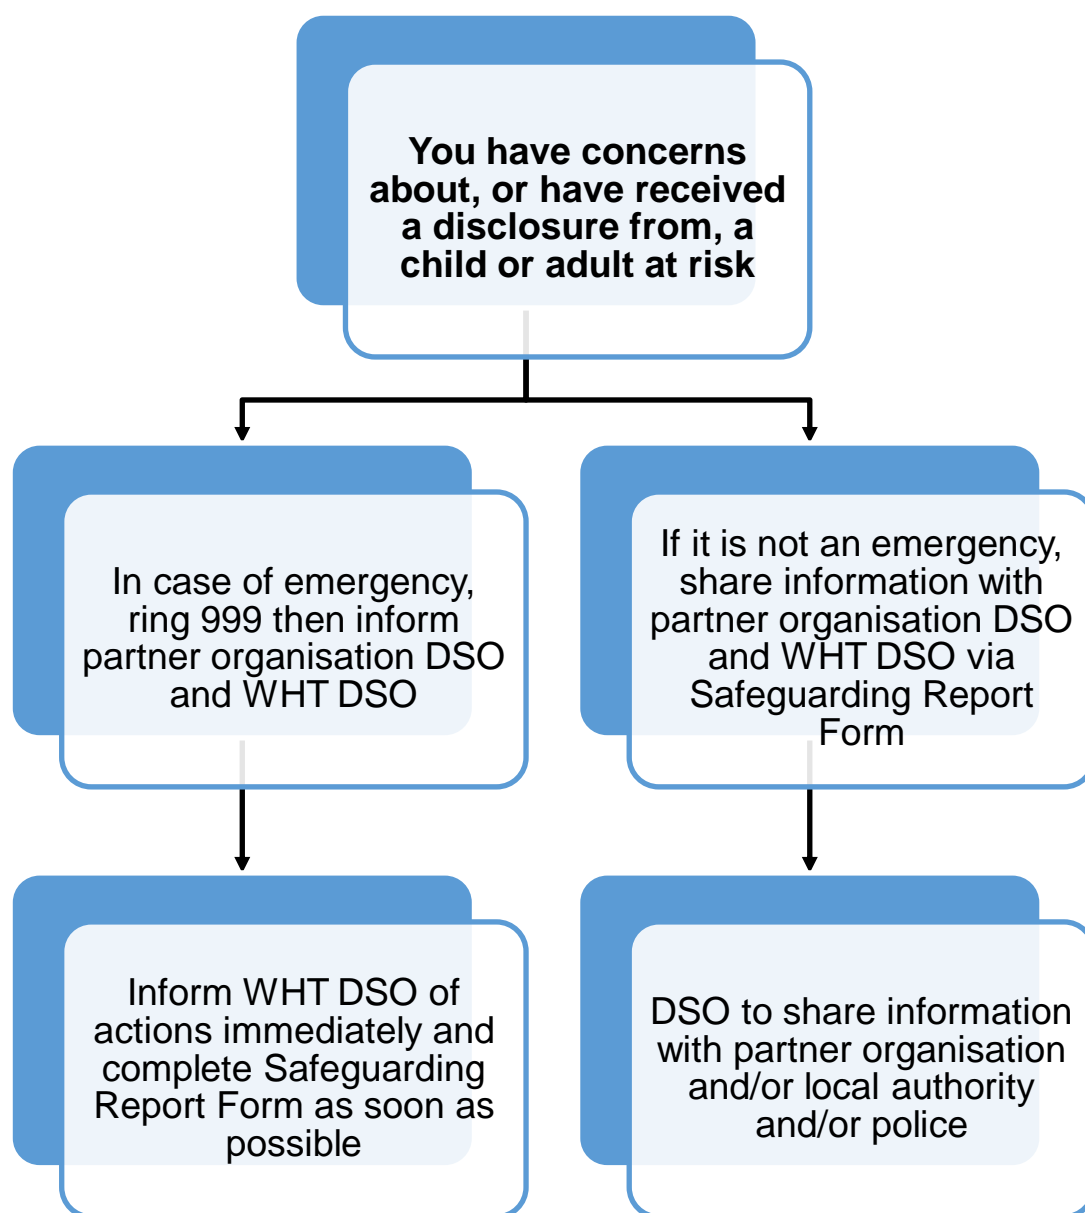 You have concerns
about, or have received
a disclosure from, a
child or adult at risk
In case of emergency,
ring 999 then inform
partner organisation DSO
and WHT DSO
If it is not an emergency,
share information with
partner organisation DSO
and WHT DSO via
Safeguarding Report
Form
Inform WHT DSO of
actions immediately and
complete Safeguarding
Report Form as soon as
possible
DSO to share information
with partner organisation
and/or local authority
and/or police